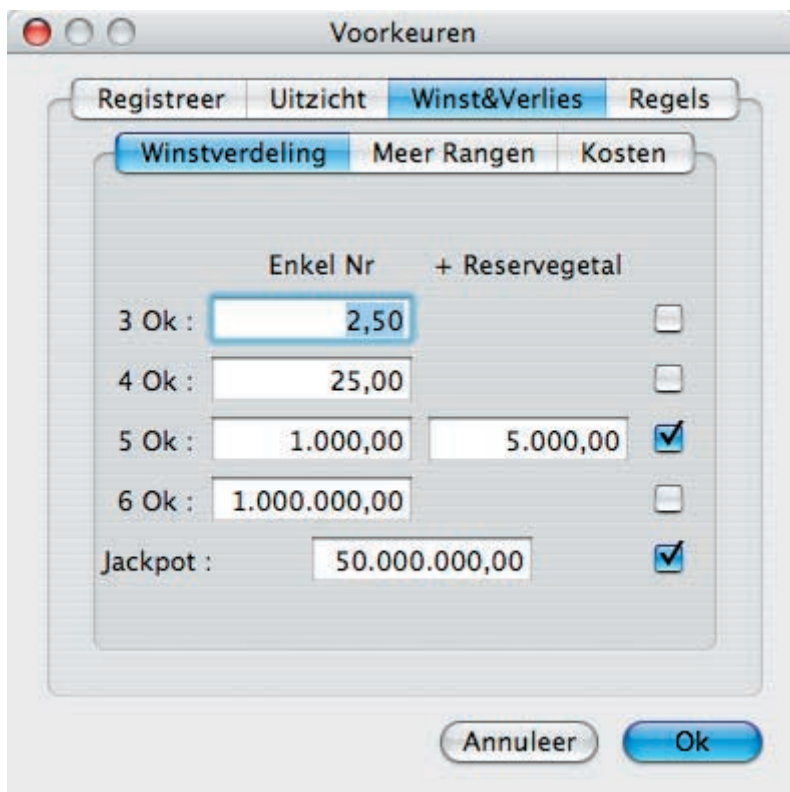 Voorkeuren
Registreer Uitzicht Winst&Verlies Regels
Winstverdeling Meer Rangen Kosten
Enkel Nr + Reservegetal
3 Ok : 2,50
4 Ok : 25,00
5 Ok : 1.000,00 5.000,00
6 Ok : 1.000.000,00
Jackpot : 50.000.000,00
Annuleer Ok